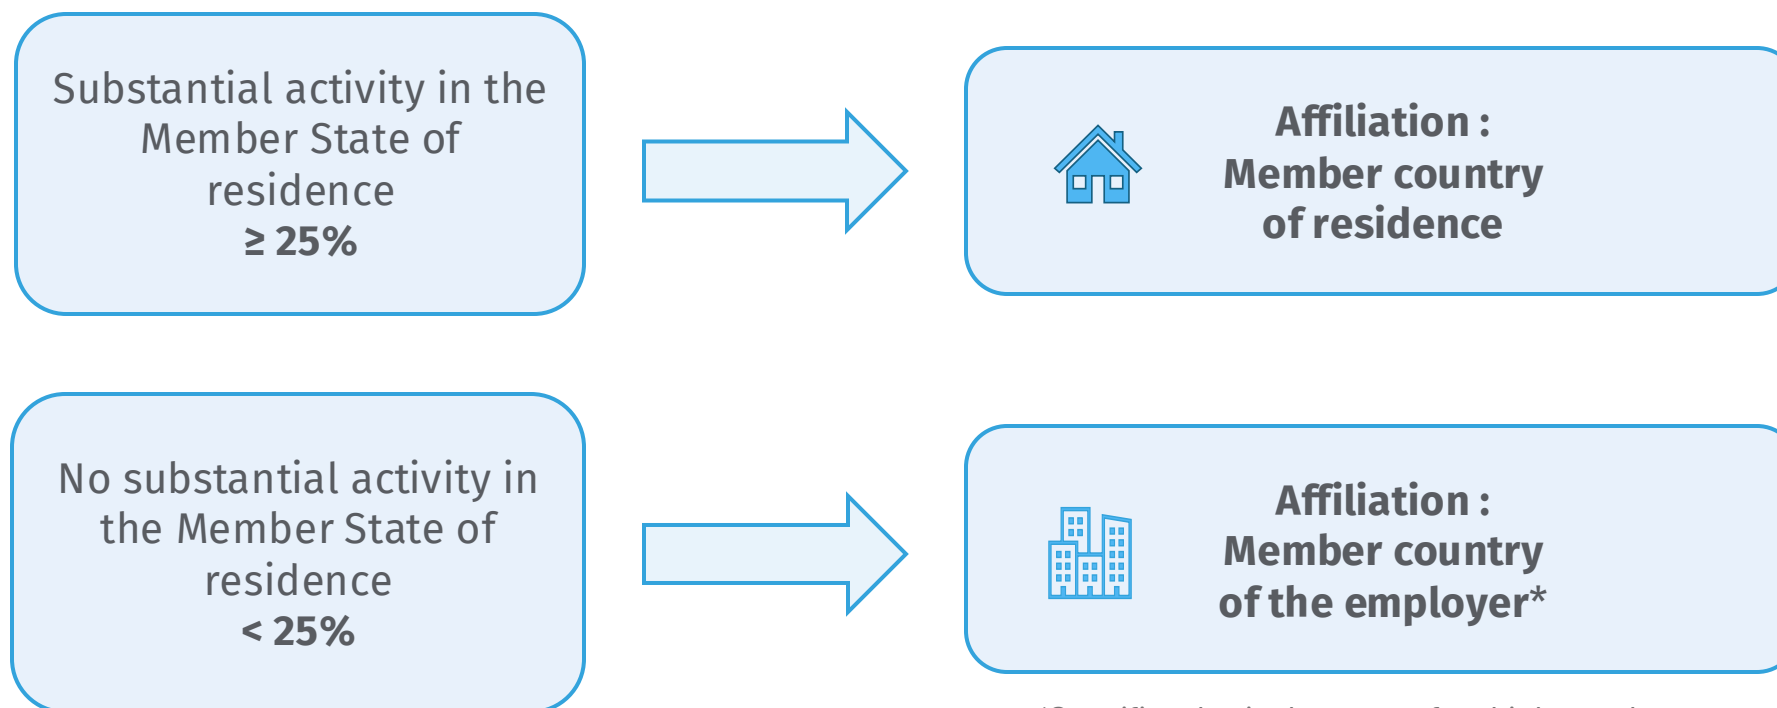 Substantial activity in the
Member State of
residence
≥ 25%
Affiliation :
Member country
of residence
No substantial activity in
the Member State of
residence
< 25%
Affiliation :
Member country
of the employer*